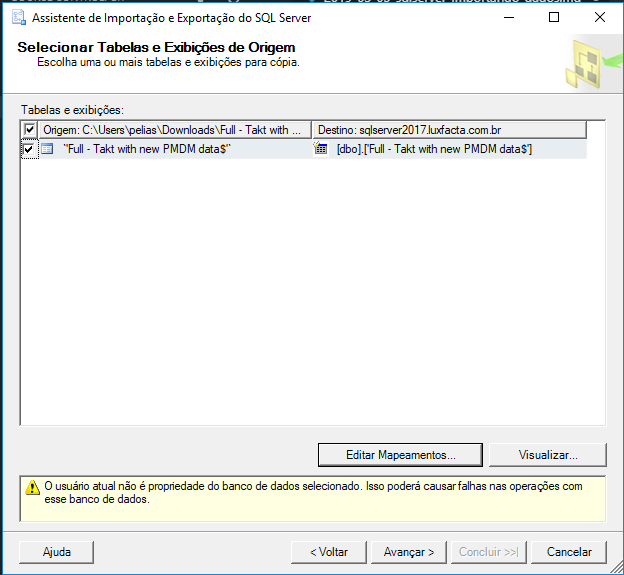 Assistente de Importação e Exportação do SQL Server
Selecionar Tabelas e Exibições de Origem
Escolha uma ou mais tabelas e exibições para cópia.
Tabelas e exibições:
Origem: C:\Users\pelias\Downloads\Full - Takt with ... Destino: sqlserver2017.luxfacta.com.br
`'Full - Takt with new PMDM data$'` [dbo].['Full - Takt with new PMDM data$']
Editar Mapeamentos... Visualizar...
O usuário atual não é propriedade do banco de dados selecionado. Isso poderá causar falhas nas operações com
esse banco de dados.
Ajuda < Voltar Avançar > Concluir >>| Cancelar